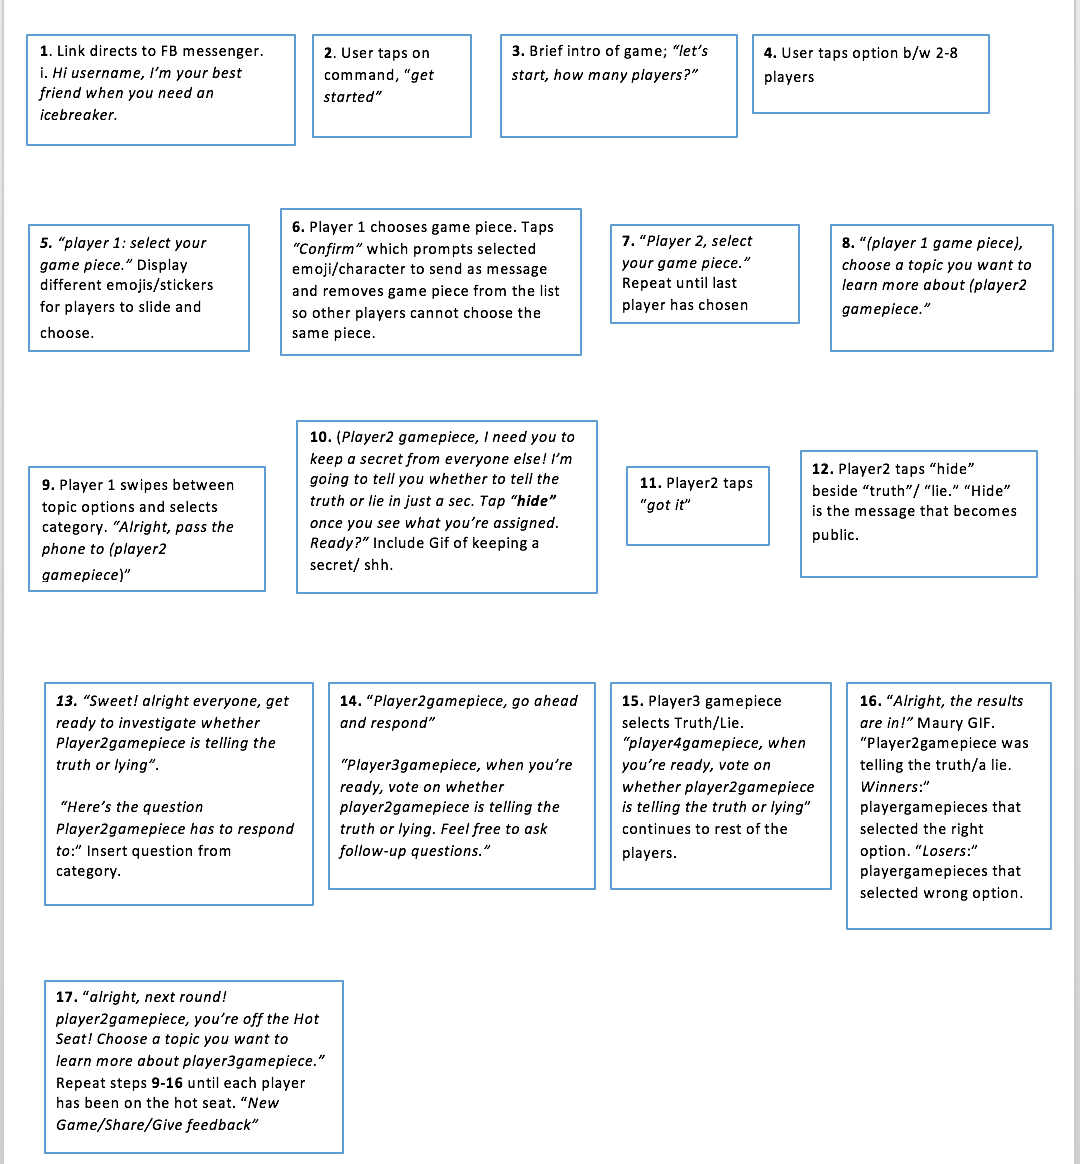 1. Link directs to FB messenger.
i. Hi username, I’m your best
friend when you need an
icebreaker.
2. User taps on
command, “get
started”
3. Brief intro of game; “let’s
start, how many players?”
4. User taps option b/w 2-8
players
5. “player 1: select your
game piece.” Display
different emojis/stickers
for players to slide and
choose.
6. Player 1 chooses game piece. Taps
“Confirm” which prompts selected
emoji/character to send as message
and removes game piece from the list
so other players cannot choose the
same piece.
7. “Player 2, select
your game piece.”
Repeat until last
player has chosen
8. “(player 1 game piece),
choose a topic you want to
learn more about (player2
gamepiece.”
9. Player 1 swipes between
topic options and selects
category. “Alright, pass the
phone to (player2
gamepiece)”
10. (Player2 gamepiece, I need you to
keep a secret from everyone else! I’m
going to tell you whether to tell the
truth or lie in just a sec. Tap “hide”
once you see what you’re assigned.
Ready?” Include Gif of keeping a
secret/ shh.
11. Player2 taps
“got it”
12. Player2 taps “hide”
beside “truth”/ “lie.” “Hide”
is the message that becomes
public.
13. “Sweet! alright everyone, get
ready to investigate whether
Player2gamepiece is telling the
truth or lying”.
“Here’s the question
Player2gamepiece has to respond
to:” Insert question from
category.
14. “Player2gamepiece, go ahead
and respond”
“Player3gamepiece, when you’re
ready, vote on whether
player2gamepiece is telling the
truth or lying. Feel free to ask
follow-up questions.”
15. Player3 gamepiece
selects Truth/Lie.
“player4gamepiece, when
you’re ready, vote on
whether player2gamepiece
is telling the truth or lying”
continues to rest of the
players.
16. “Alright, the results
are in!” Maury GIF.
“Player2gamepiece was
telling the truth/a lie.
Winners:”
playergamepieces that
selected the right
option. “Losers:”
playergamepieces that
selected wrong option.
17. “alright, next round!
player2gamepiece, you’re off the Hot
Seat! Choose a topic you want to
learn more about player3gamepiece.”
Repeat steps 9-16 until each player
has been on the hot seat. “New
Game/Share/Give feedback”